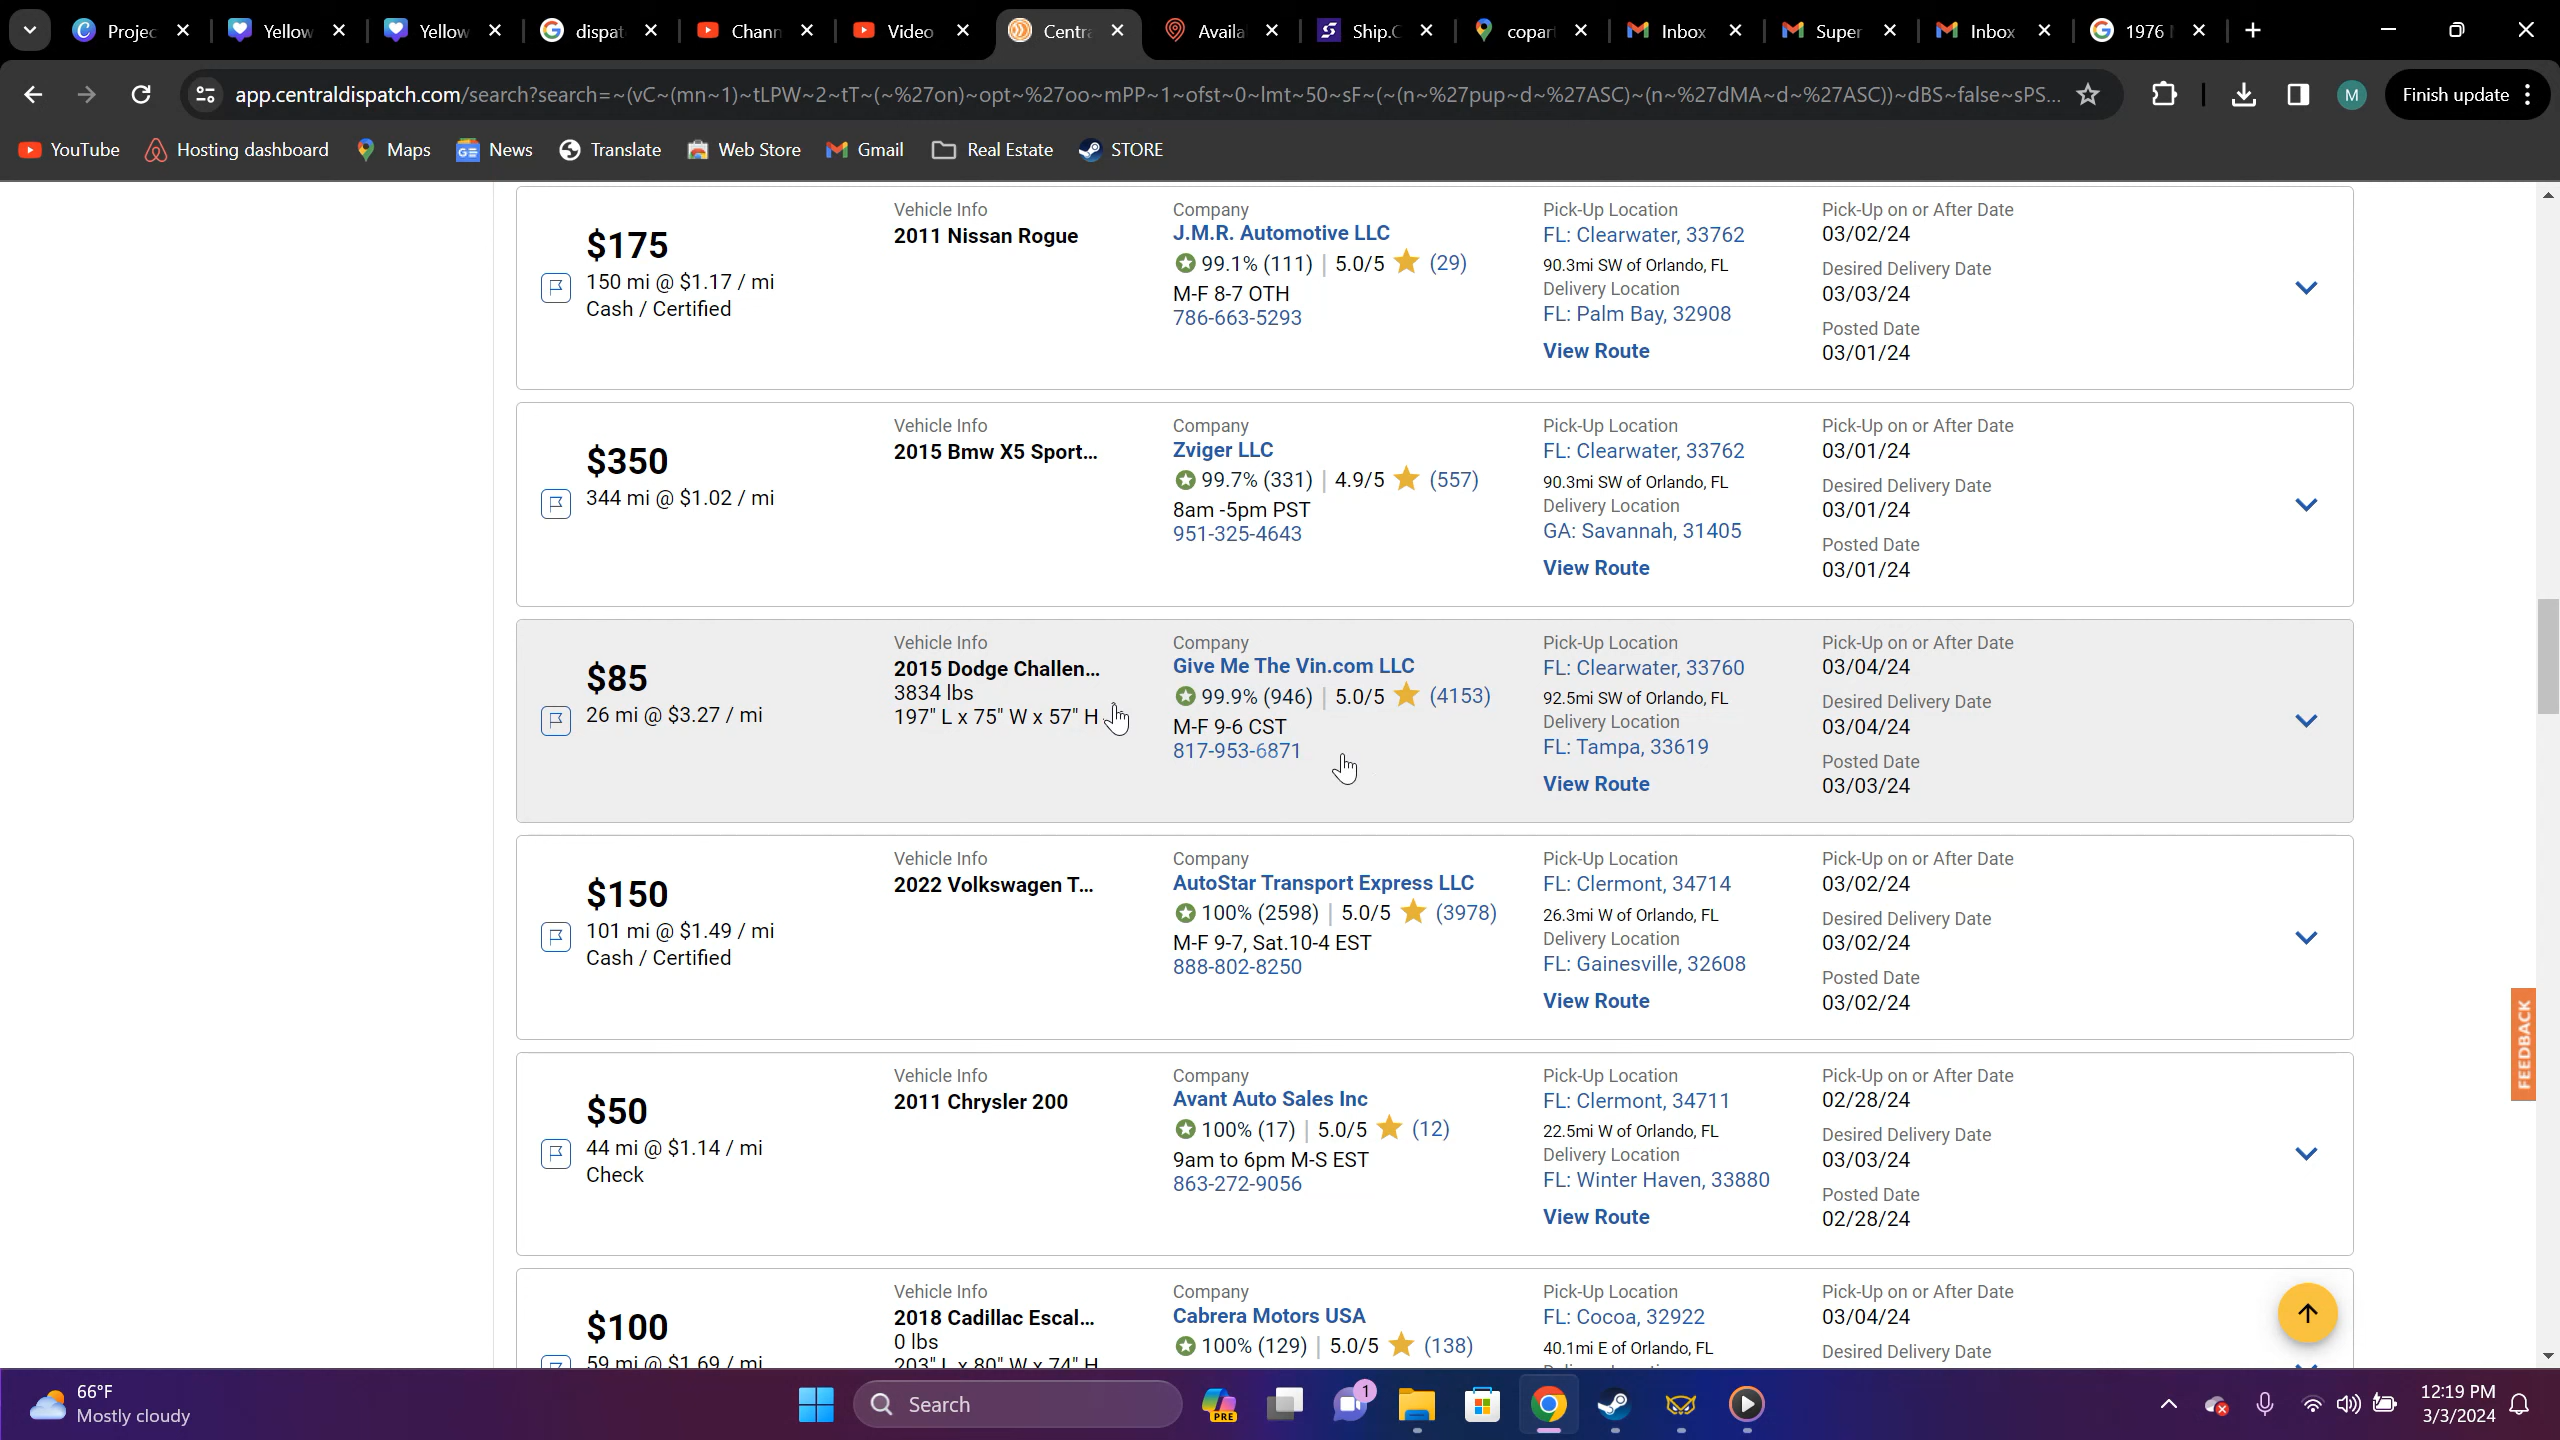 Projec
Yellow
Yellow
dispat
Chann
Video
Centra
Availa
Ship.C
copar
Inbox
Super
Inbox
1976
app.centraldispatch.com/search?search=~(vC~(mn~1)~tLPW~2~tT~(~%27on)~opt~%27oo~mPP~1~ofst~0~lmt~50~sF~(~(n~%27pup~d~%27ASC)~(n~%27dMA~d~%27ASC))~dBS~false~sPS...
M
Finish update
YouTube
Hosting dashboard
Maps
News
Translate
Web Store
Gmail
Real Estate
STORE
$175
150 mi @ $1.17 / mi
Cash / Certified
Vehicle Info
2011 Nissan Rogue
Company
J.M.R. Automotive LLC
99.1% (111) | 5.0/5 (29)
M-F 8-7 OTH
786-663-5293
Pick-Up Location
FL: Clearwater, 33762
90.3mi SW of Orlando, FL
Delivery Location
FL: Palm Bay, 32908
View Route
Pick-Up on or After Date
03/02/24
Desired Delivery Date
03/03/24
Posted Date
03/01/24
$350
344 mi @ $1.02 / mi
Vehicle Info
2015 Bmw X5 Sport...
Company
Zviger LLC
99.7% (331) | 4.9/5 (557)
8am -5pm PST
951-325-4643
Pick-Up Location
FL: Clearwater, 33762
90.3mi SW of Orlando, FL
Delivery Location
GA: Savannah, 31405
View Route
Pick-Up on or After Date
03/01/24
Desired Delivery Date
03/01/24
Posted Date
03/01/24
$85
26 mi @ $3.27 / mi
Vehicle Info
2015 Dodge Challen...
3834 lbs
197" L x 75" W x 57" H
Company
Give Me The Vin.com LLC
99.9% (946) | 5.0/5 (4153)
M-F 9-6 CST
817-953-6871
Pick-Up Location
FL: Clearwater, 33760
92.5mi SW of Orlando, FL
Delivery Location
FL: Tampa, 33619
View Route
Pick-Up on or After Date
03/04/24
Desired Delivery Date
03/04/24
Posted Date
03/03/24
$150
101 mi @ $1.49 / mi
Cash / Certified
Vehicle Info
2022 Volkswagen T...
Company
AutoStar Transport Express LLC
100% (2598) | 5.0/5 (3978)
M-F 9-7, Sat.10-4 EST
888-802-8250
Pick-Up Location
FL: Clermont, 34714
26.3mi W of Orlando, FL
Delivery Location
FL: Gainesville, 32608
View Route
Pick-Up on or After Date
03/02/24
Desired Delivery Date
03/02/24
Posted Date
03/02/24
$50
44 mi @ $1.14 / mi
Check
Vehicle Info
2011 Chrysler 200
Company
Avant Auto Sales Inc
100% (17) | 5.0/5 (12)
9am to 6pm M-S EST
863-272-9056
Pick-Up Location
FL: Clermont, 34711
22.5mi W of Orlando, FL
Delivery Location
FL: Winter Haven, 33880
View Route
Pick-Up on or After Date
02/28/24
Desired Delivery Date
03/03/24
Posted Date
02/28/24
$100
59 mi @ $1.69 / mi
Vehicle Info
2018 Cadillac Escal...
0 lbs
203" L x 80" W x 74" H
Company
Cabrera Motors USA
100% (129) | 5.0/5 (138)
Pick-Up Location
FL: Cocoa, 32922
40.1mi E of Orlando, FL
Pick-Up on or After Date
03/04/24
Desired Delivery Date
FEEDBACK
66°F
Mostly cloudy
Search
PRE
1
12:19 PM
3/3/2024